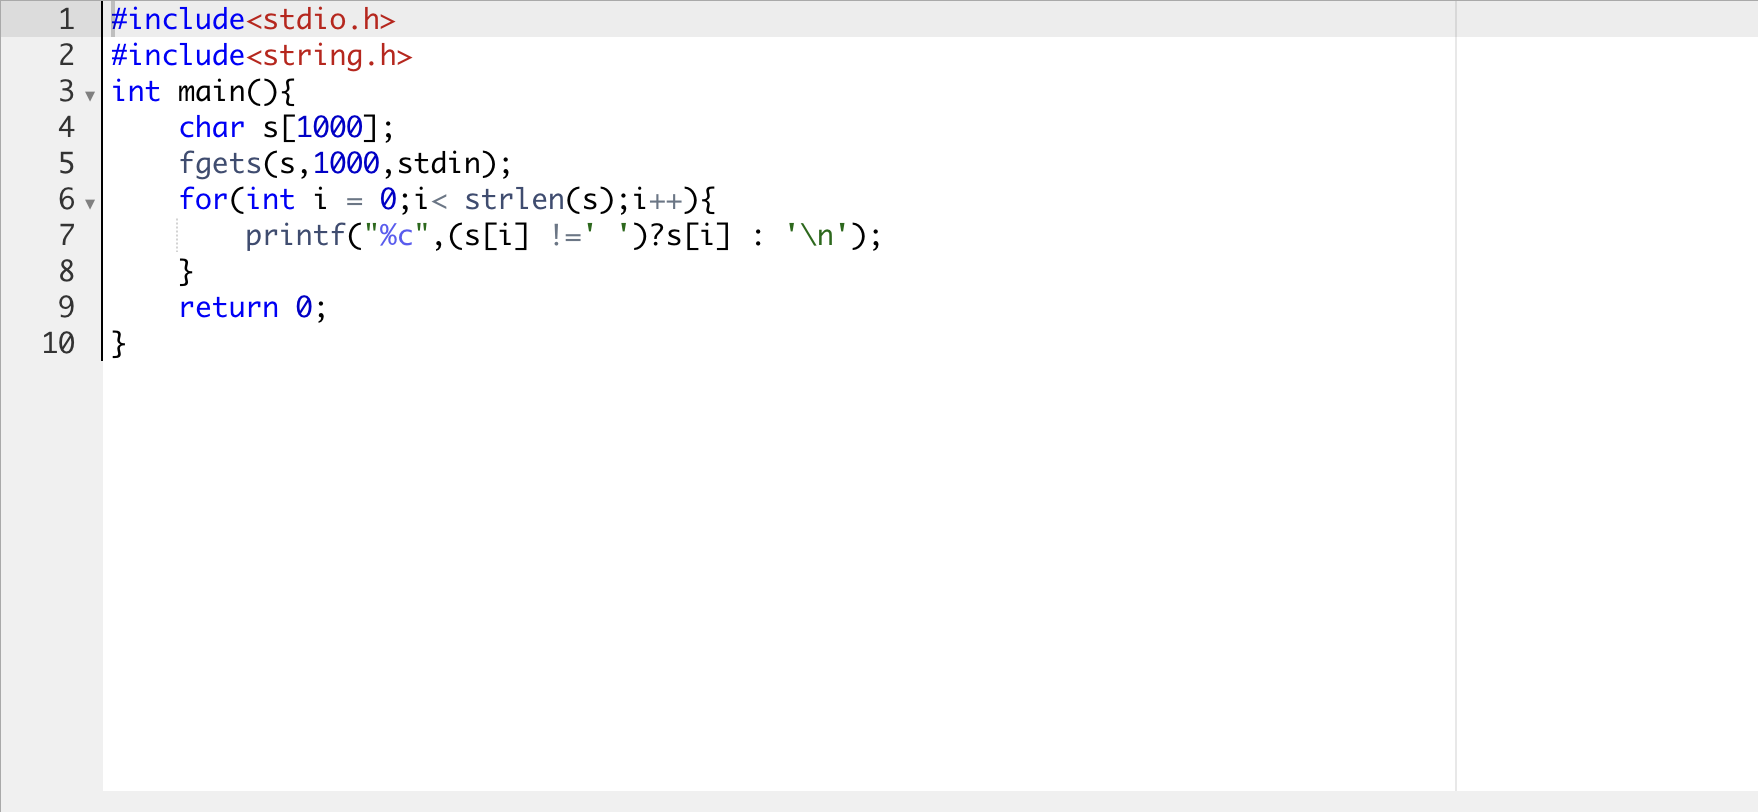 1 #include<stdio.h>
2 #include<string.h>
3 int main(){
4     char s[1000];
5     fgets(s,1000,stdin);
6     for(int i = 0;i< strlen(s);i++){
7         printf("%c",(s[i] !=' ')?s[i] : '\n');
8     }
9     return 0;
10 }